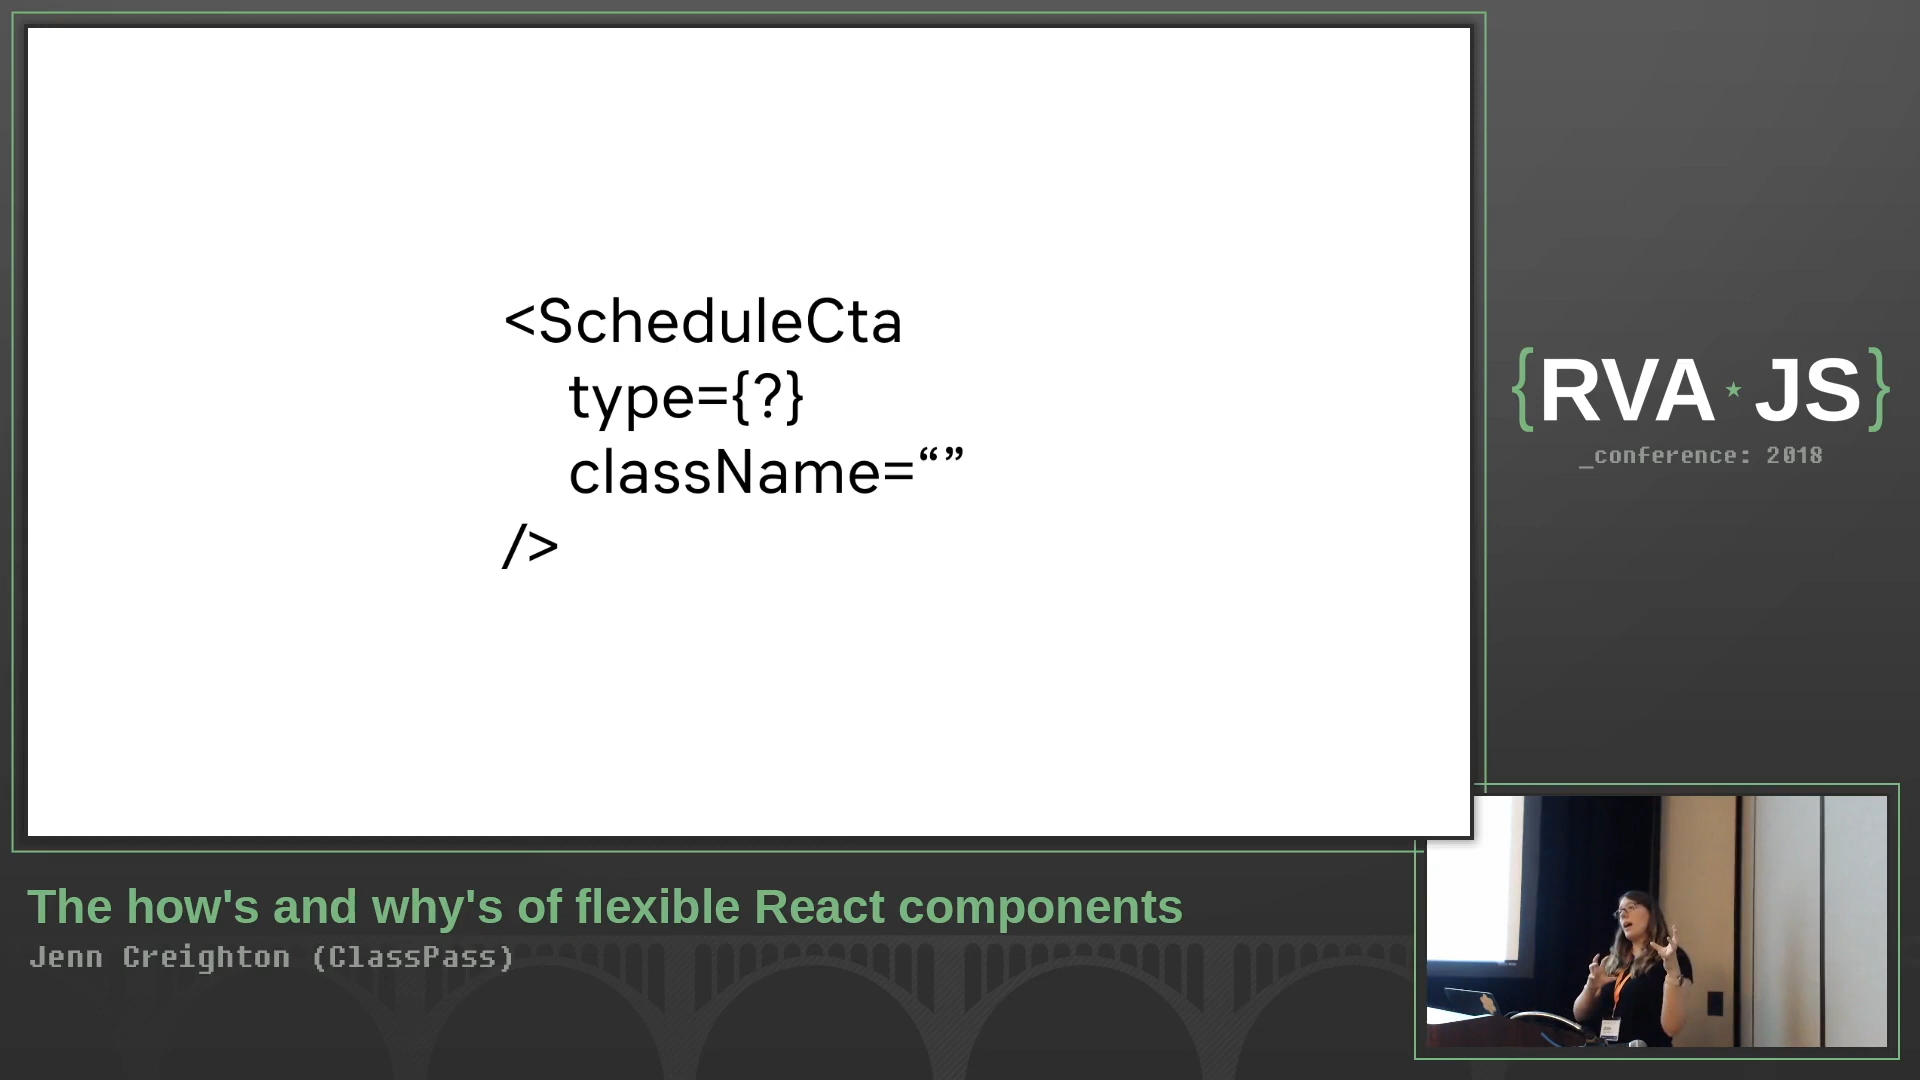 <ScheduleCta
type={?}
className=“”
/>
{RVA★JS}
_conference: 2018
The how's and why's of flexible React components
Jenn Creighton (ClassPass)